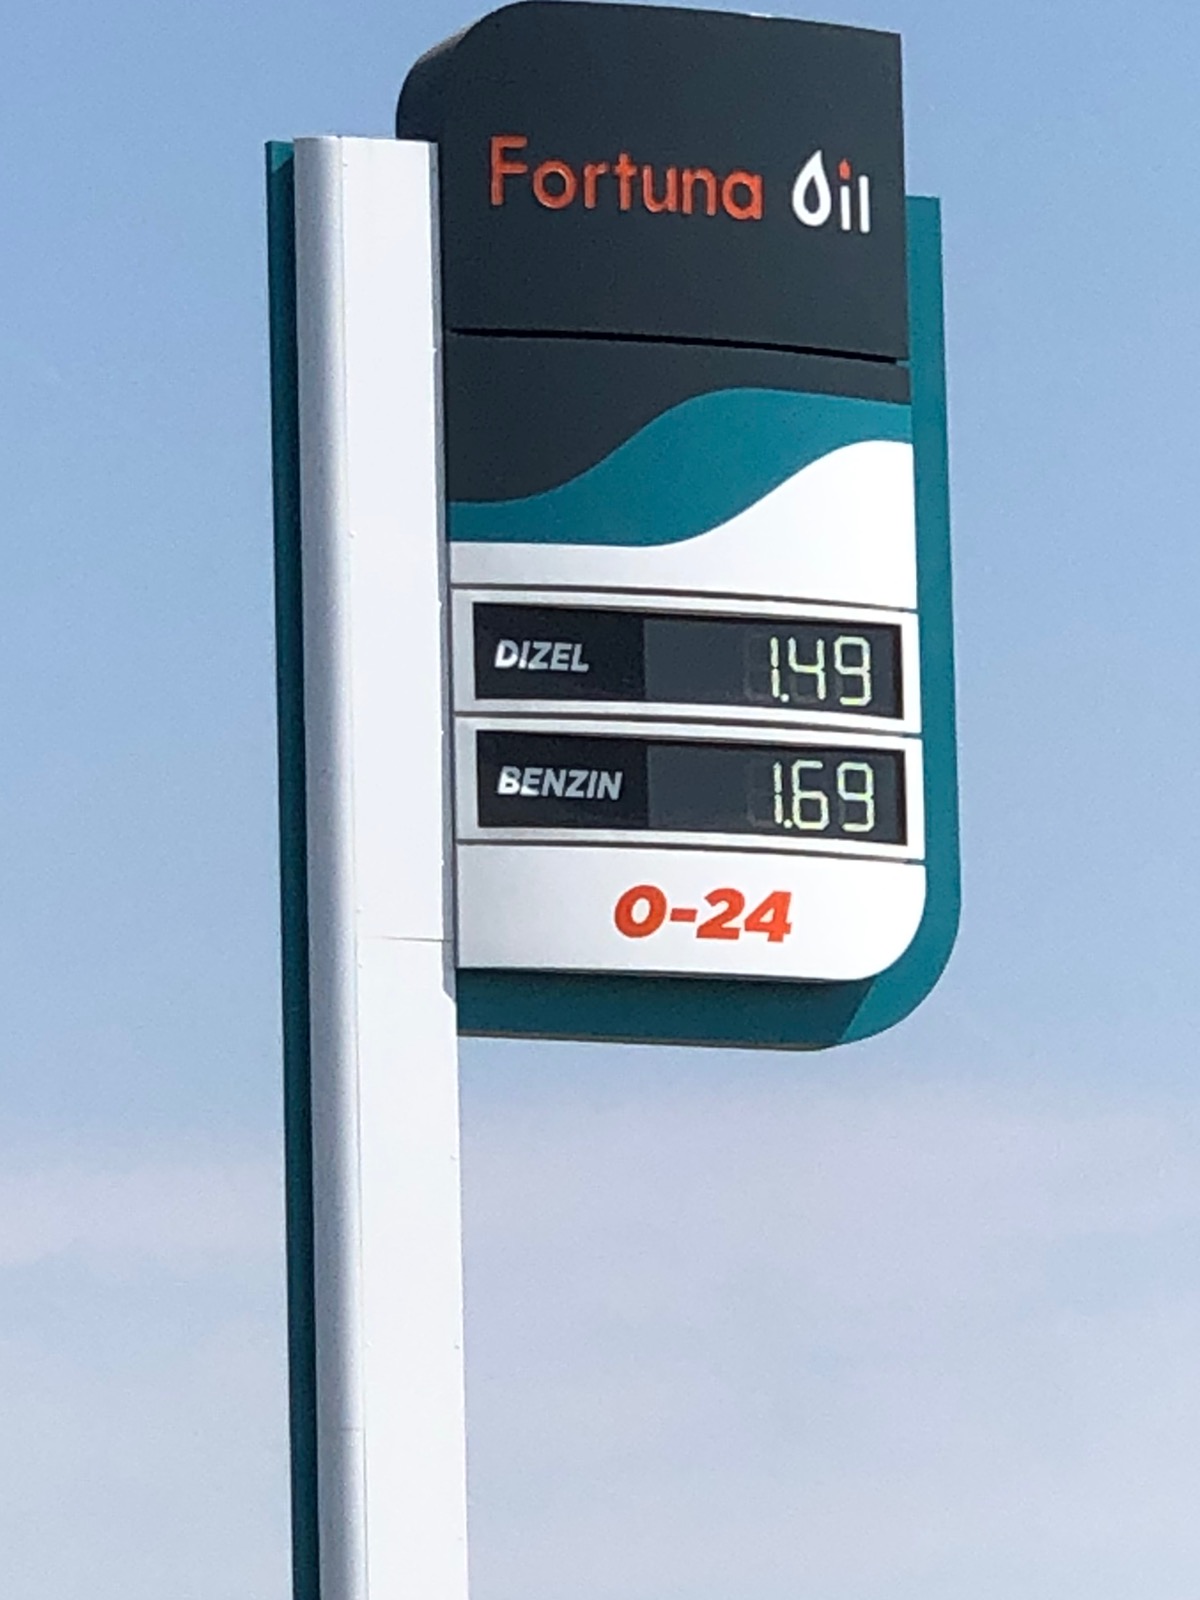 Fortuna Oil
DIZEL 1.49
BENZIN 1.69
0-24